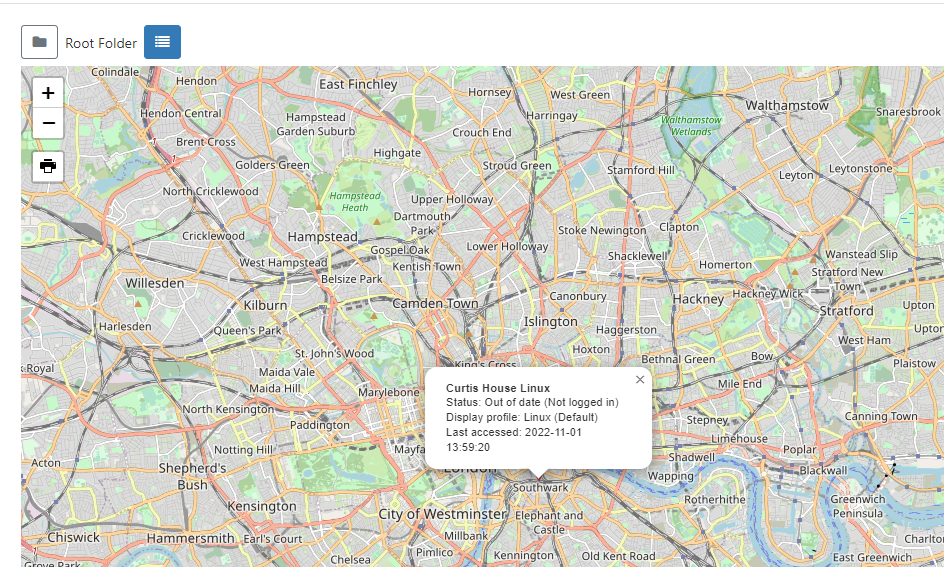 Root Folder
Colindale
Hendon
East Finchley
Hornsey
West Green
Walthamstow
Hendon Central
Hampstead
Garden Suburb
Harringay
Walthamstow
Wetlands
Snaresbrook
Crouch End
Brent Cross
Highgate
Golders Green
Stroud Green
Stamford Hill
Leyton
Leytonstone
North Cricklewood
Hampstead
Heath
Upper Holloway
Dartmouth
Park
Stoke Newington
Clapton
Cricklewood
Hampstead
Gospel Oak
Lower Holloway
Shacklewell
Wanstead Slip
West Hampstead
Kentish Town
Homerton
Stratford New
Town
Belsize Park
Willesden
Hackney
Hackney Wick
Canonbury
Kilburn
Camden Town
Upton
Stratford
Harlesden
Queen's Park
Islington
Haggerston
West Ham
Upton
St. John's Wood
Hoxton
Bethnal Green
Bow
Plaistow
Royal
King's Cross
Maida Vale
Maida Hill
Marylebone
Mile End
Curtis House Linux
Status: Out of date (Not logged in)
Display profile: Linux (Default)
Last accessed: 2022-11-01
13:59:20
North Kensington
Paddington
Stepney
Canning Town
Limehouse
Notting Hill
Mayfa
Poplar
Acton
Shepherd's
Bush
London
Shadwell
Wapping
Blackwall
Southwark
Rotherhithe
Greenwich
Peninsula
Kensington
City of Westminster
Elephant and
Castle
Chiswick
Hammersmith
Earl's Court
Millbank
Charlto
Pimlico
Kennington
Old Kent Road
East Greenwich
Chelsea
Grove Park